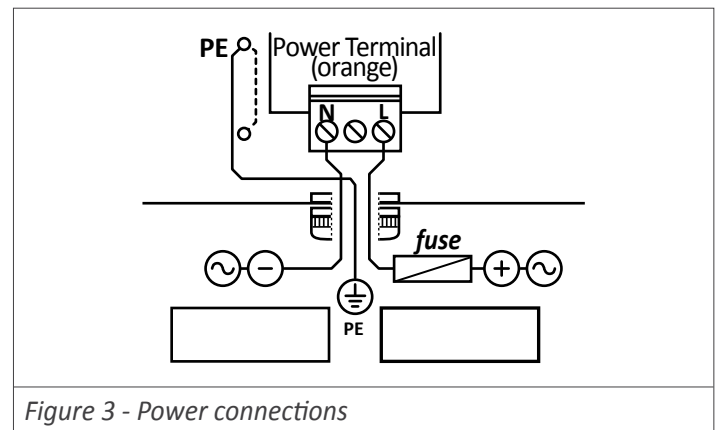 PE
Power Terminal
(orange)
N L
fuse
PE
Figure 3 - Power connections